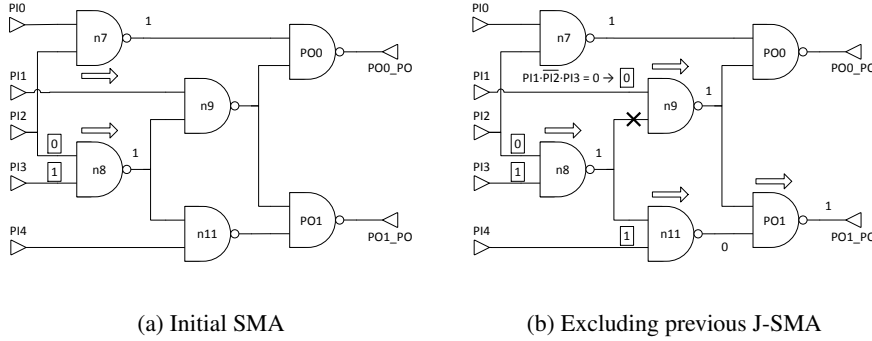 PI0
1
n7
PO0
PO0_PO
PI1
n9
PI2
0
1
PI3
1
n8
n11
PO1
PO1_PO
PI4
(a) Initial SMA
PI0
1
n7
PO0
PO0_PO
PI1
PI1·P̅I̅2̅·PI3 = 0 → 0
n9
1
PI2
0
1
PI3
1
n8
n11
PO1
1
PO1_PO
PI4
1
0
(b) Excluding previous J-SMA